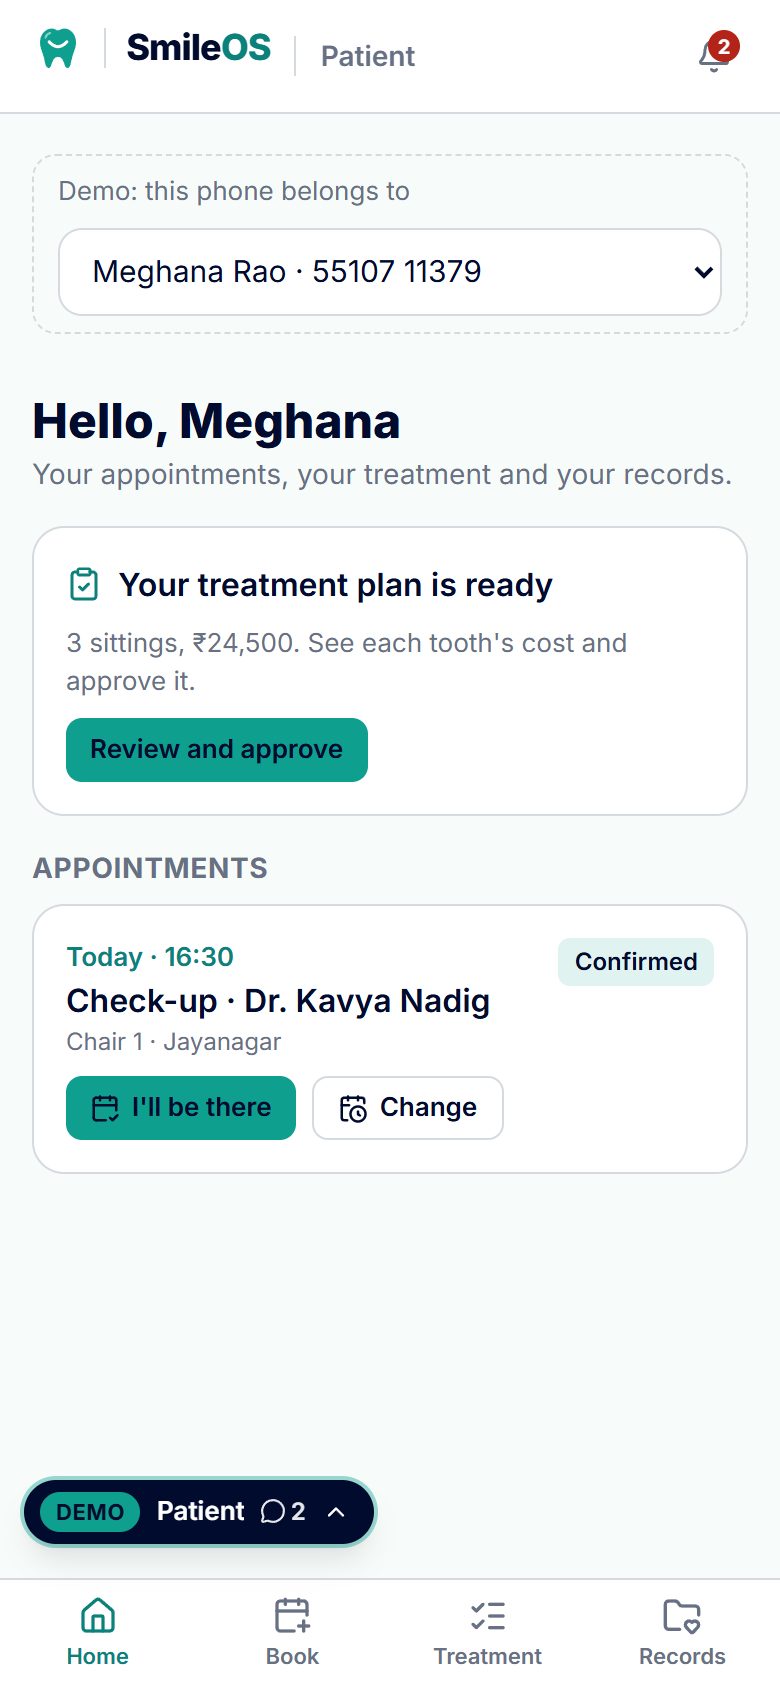 SmileOS
Patient
2
Demo: this phone belongs to
Meghana Rao · 55107 11379
Hello, Meghana
Your appointments, your treatment and your records.
Your treatment plan is ready
3 sittings, ₹24,500. See each tooth's cost and
approve it.
Review and approve
APPOINTMENTS
Today · 16:30
Confirmed
Check-up · Dr. Kavya Nadig
Chair 1 · Jayanagar
I'll be there
Change
DEMO Patient 2
Home
Book
Treatment
Records